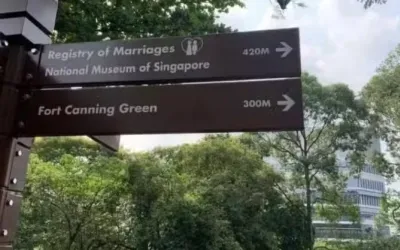 Registry of Marriages 420M
National Museum of Singapore
Fort Canning Green 300M